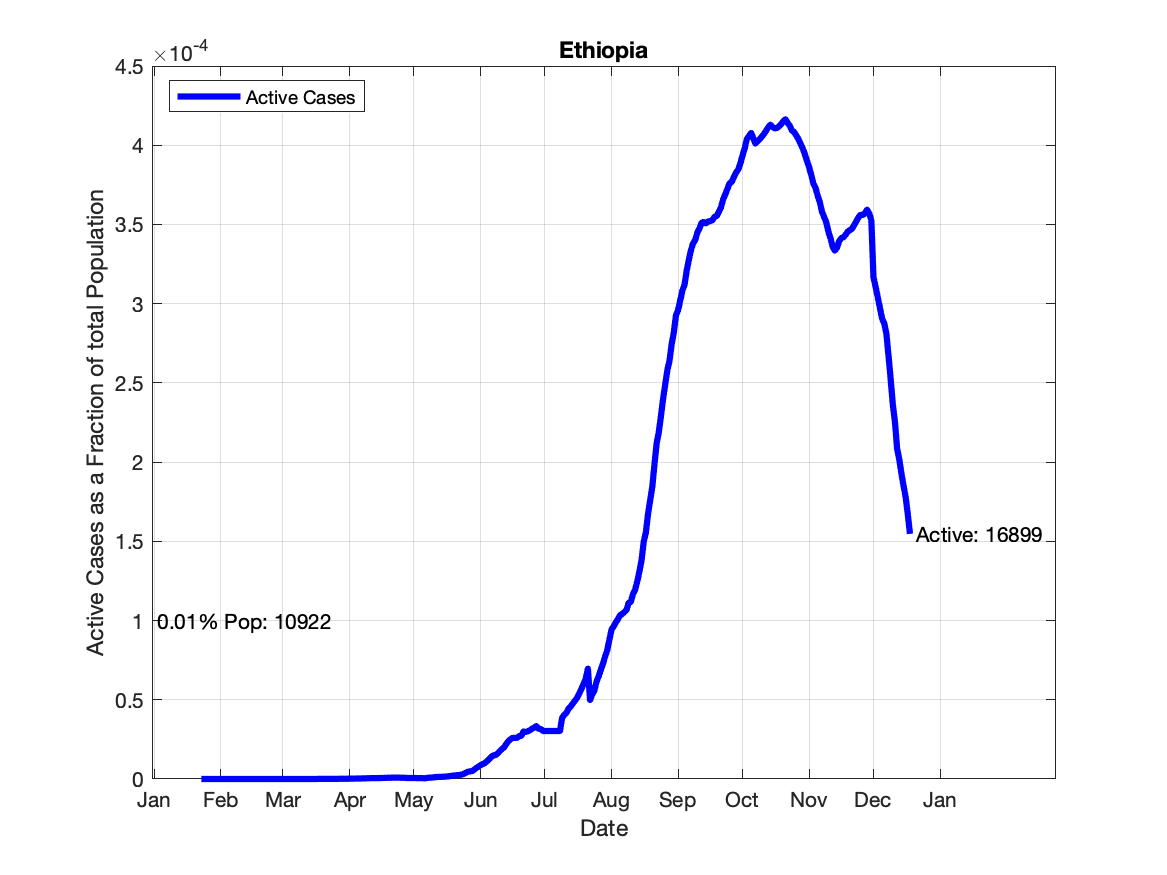 Ethiopia
×10-4
4.5
4
3.5
3
2.5
2
1.5
1
0.5
0
Active Cases
Active: 16899
0.01% Pop: 10922
Jan Feb Mar Apr May Jun Jul Aug Sep Oct Nov Dec Jan
Date
Active Cases as a Fraction of total Population